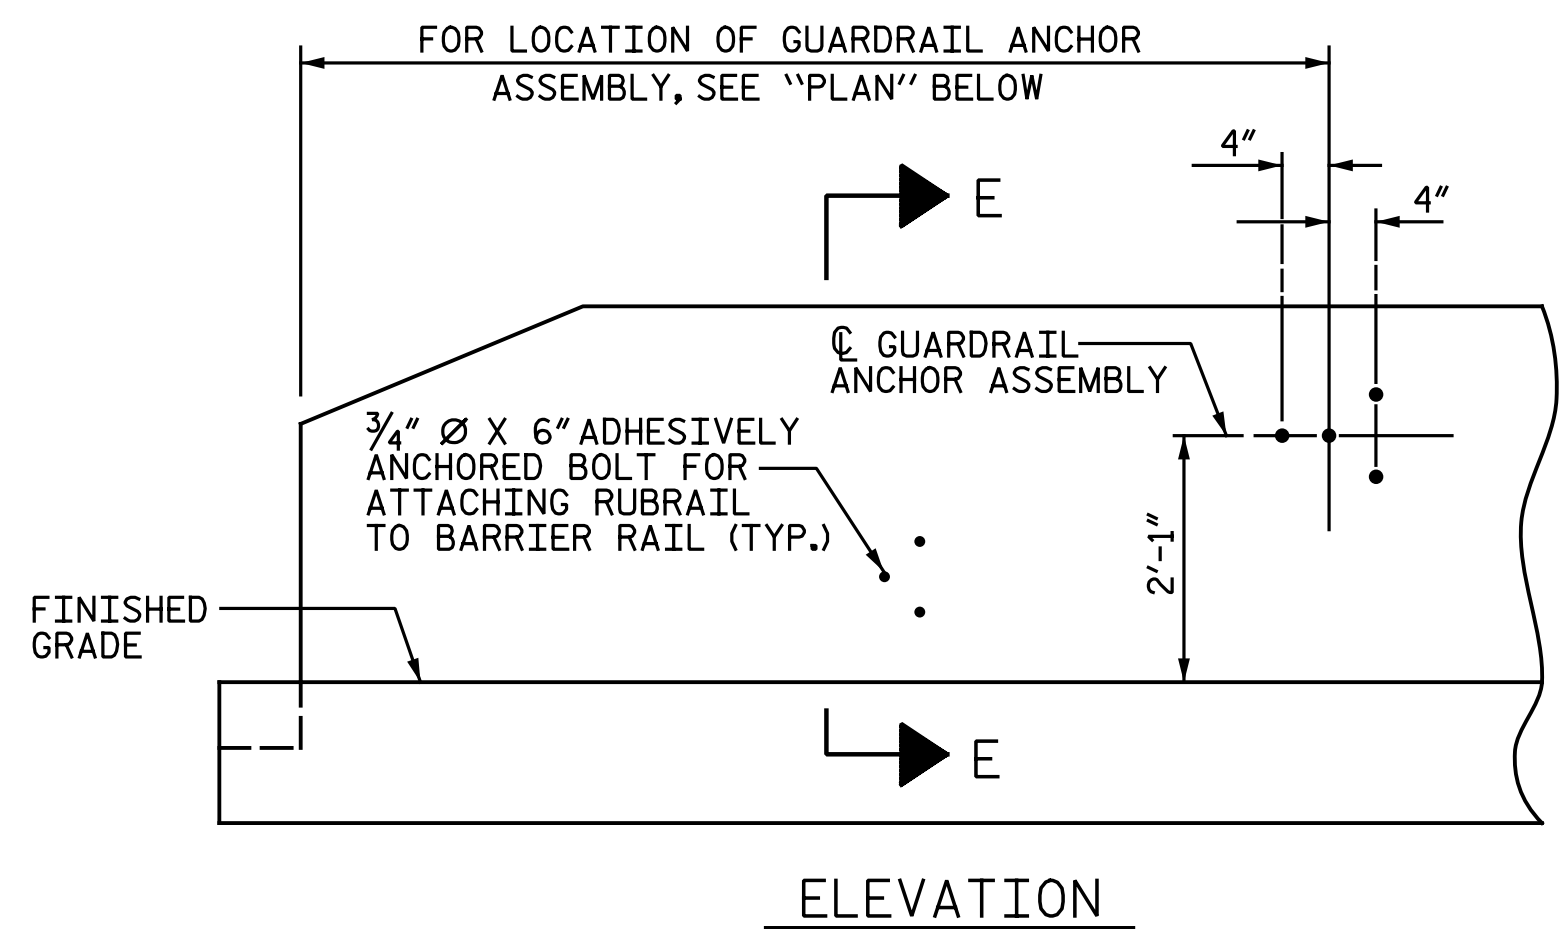 FOR LOCATION OF GUARDRAIL ANCHOR
ASSEMBLY, SEE "PLAN" BELOW
4"
E
4"
℄ GUARDRAIL
ANCHOR ASSEMBLY
3/4" Ø X 6" ADHESIVELY
ANCHORED BOLT FOR
ATTACHING RUBRAIL
TO BARRIER RAIL (TYP.)
2'-1"
FINISHED
GRADE
E
ELEVATION